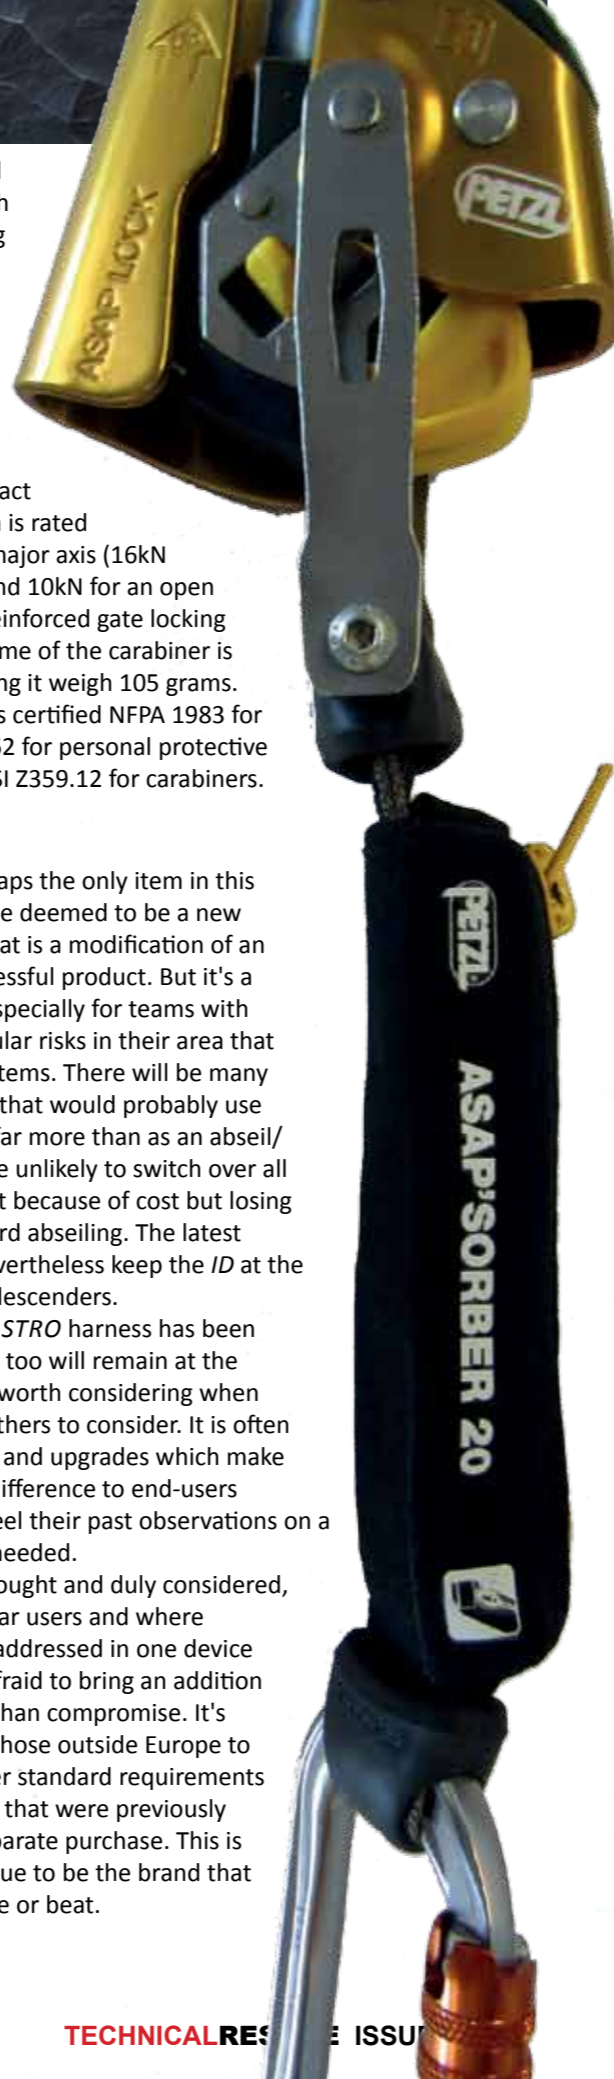 ASAP LOCK
PETZL
g
act
is rated
major axis (16kN
nd 10kN for an open
einforced gate locking
me of the carabiner is
ng it weigh 105 grams.
s certified NFPA 1983 for
62 for personal protective
SI Z359.12 for carabiners.
aps the only item in this
e deemed to be a new
at is a modification of an
essful product. But it's a
specially for teams with
ular risks in their area that
tems. There will be many
that would probably use
far more than as an abseil/
e unlikely to switch over all
t because of cost but losing
rd abseiling. The latest
vertheless keep the ID at the
descenders.
STRO harness has been
too will remain at the
worth considering when
thers to consider. It is often
and upgrades which make
ifference to end-users
eel their past observations on a
needed.
ought and duly considered,
ar users and where
addressed in one device
fraid to bring an addition
han compromise. It's
hose outside Europe to
er standard requirements
that were previously
parate purchase. This is
ue to be the brand that
e or beat.
PETZL
ASAP'SORBER 20
TECHNICALRES E ISSU